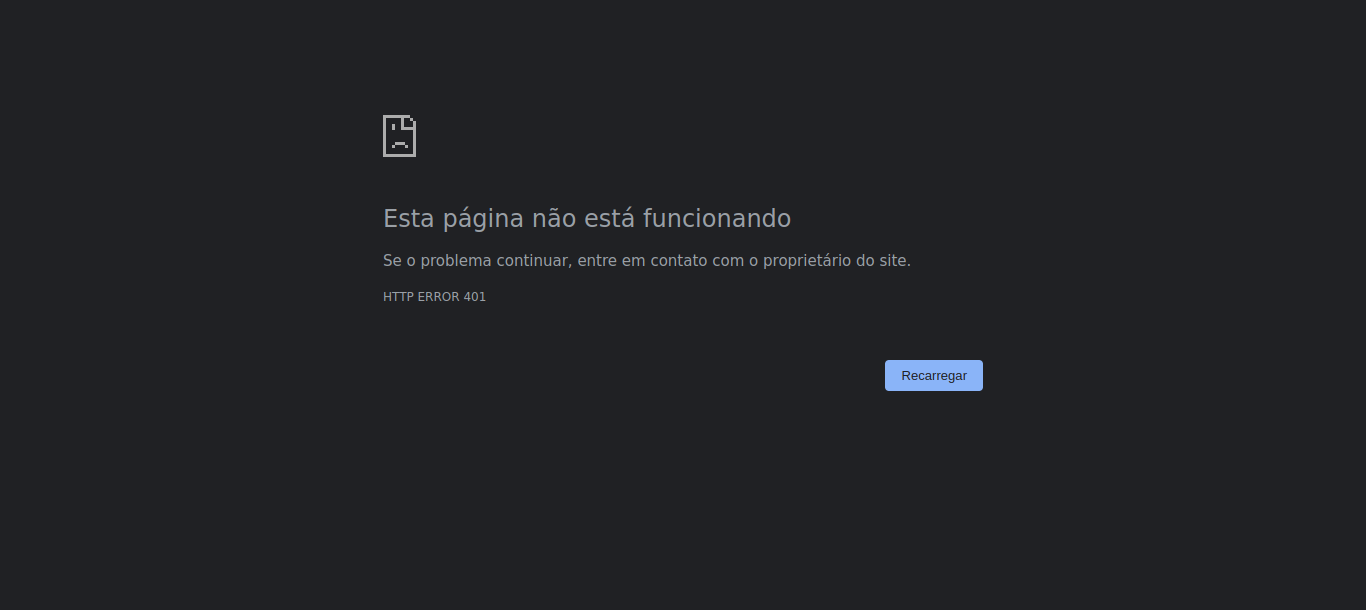 Esta página não está funcionando
Se o problema continuar, entre em contato com o proprietário do site.
HTTP ERROR 401
Recarregar